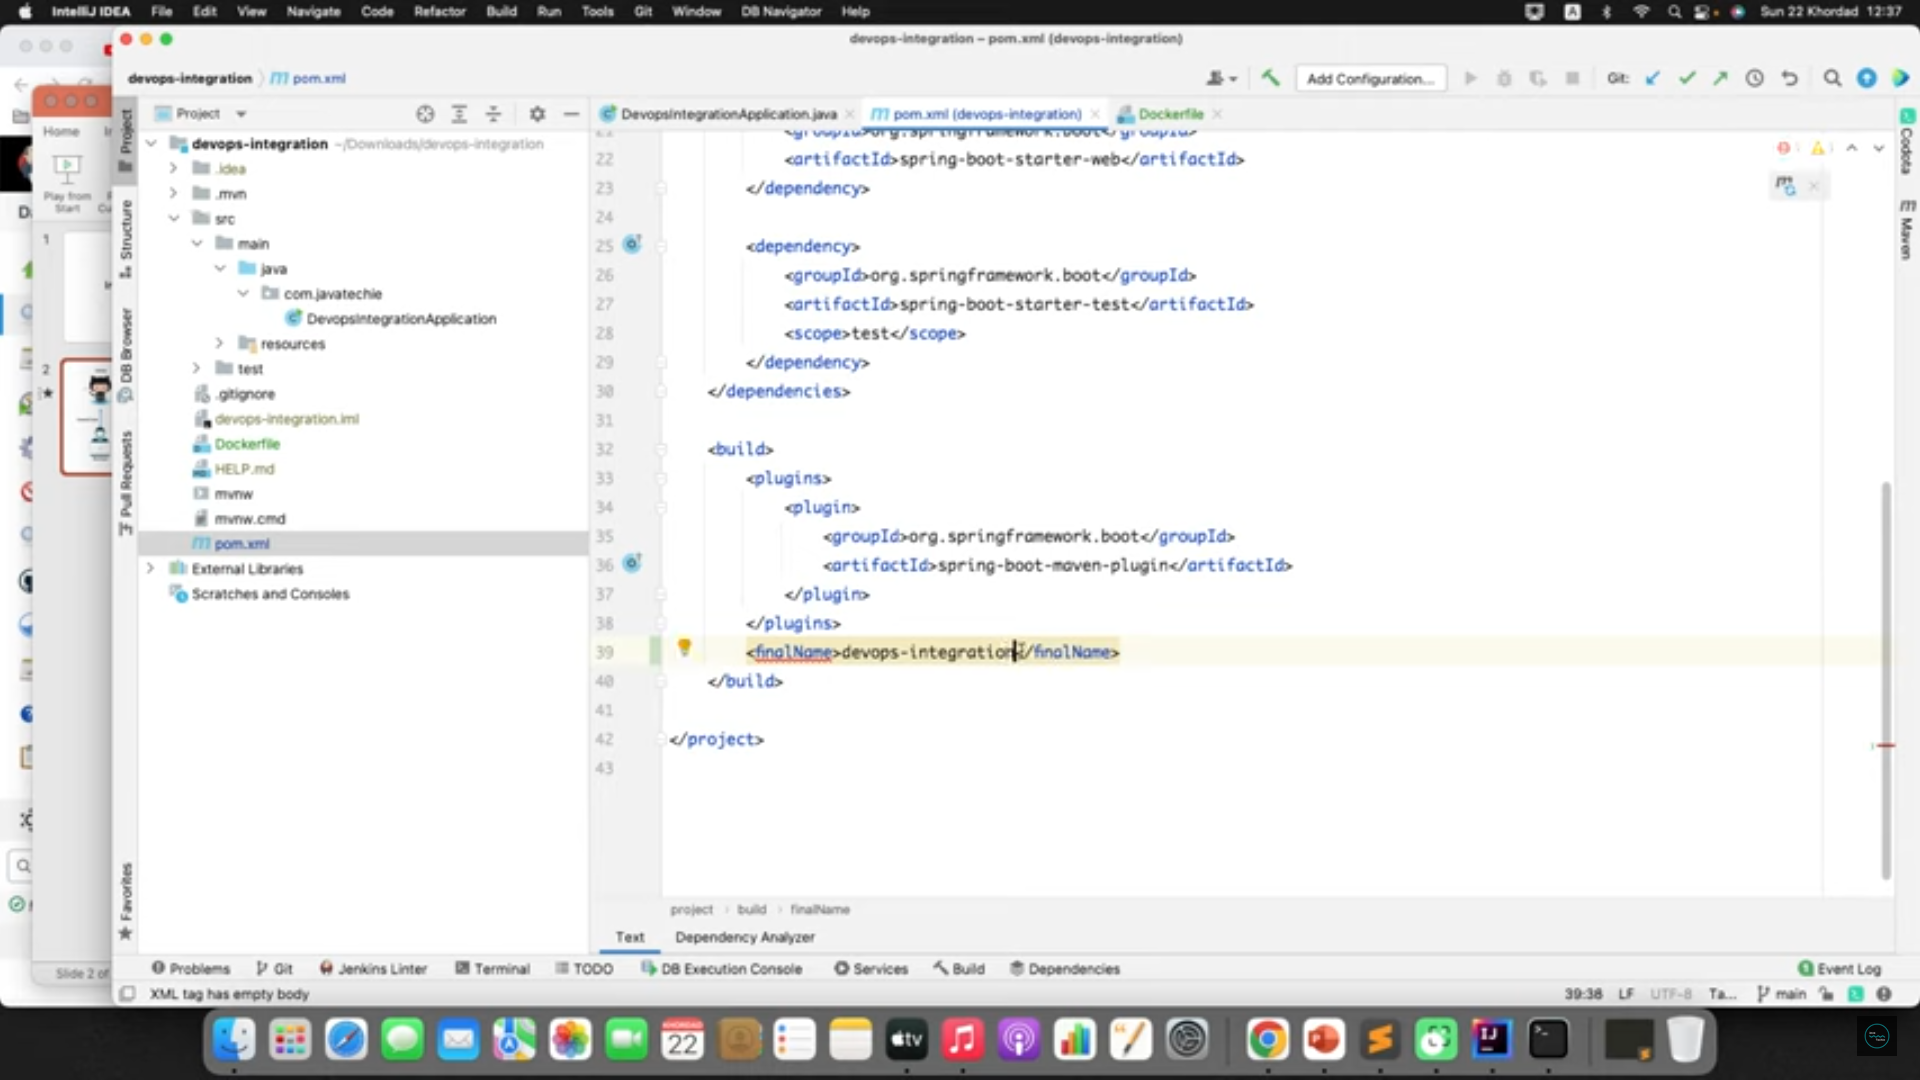 IntelliJ IDEA File Edit View Navigate Code Refactor Build Run Tools Git Window DB Navigator Help Sun 22 Khordad 12:37
devops-integration – pom.xml (devops-integration)
devops-integration pom.xml
Add Configuration...
Git:
Project
DevopsIntegrationApplication.java
pom.xml (devops-integration)
Dockerfile
Home
Play from
Start
1
2
Slide 2 of
Project
Structure
DB Browser
Pull Requests
Favorites
devops-integration ~/Downloads/devops-integration
.idea
.mvn
src
main
java
com.javatechie
DevopsIntegrationApplication
resources
test
.gitignore
devops-integration.iml
Dockerfile
HELP.md
mvnw
mvnw.cmd
pom.xml
External Libraries
Scratches and Consoles
21 <groupId>org.springframework.boot</groupId>
22 <artifactId>spring-boot-starter-web</artifactId>
23 </dependency>
24
25 <dependency>
26 <groupId>org.springframework.boot</groupId>
27 <artifactId>spring-boot-starter-test</artifactId>
28 <scope>test</scope>
29 </dependency>
30 </dependencies>
31
32 <build>
33 <plugins>
34 <plugin>
35 <groupId>org.springframework.boot</groupId>
36 <artifactId>spring-boot-maven-plugin</artifactId>
37 </plugin>
38 </plugins>
39 <finalName>devops-integration</finalName>
40 </build>
41
42 </project>
43
Codota
Maven
project build finalName
Text Dependency Analyzer
Problems Git Jenkins Linter Terminal TODO DB Execution Console Services Build Dependencies Event Log
XML tag has empty body
39:38 LF UTF-8 Ta... main
tv
KHORDAD
22